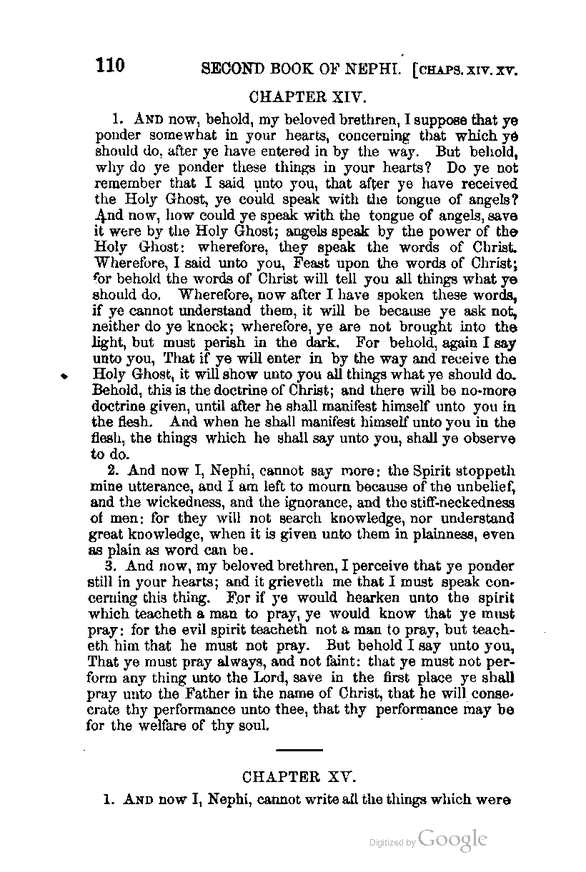 110 SECOND BOOK OF NEPHI. [CHAPS. XIV. XV.
CHAPTER XIV.
1. AND now, behold, my beloved brethren, I suppose that ye
ponder somewhat in your hearts, concerning that which ye
should do, after ye have entered in by the way. But behold,
why do ye ponder these things in your hearts? Do ye not
remember that I said unto you, that after ye have received
the Holy Ghost, ye could speak with the tongue of angels?
And now, how could ye speak with the tongue of angels, save
it were by the Holy Ghost; angels speak by the power of the
Holy Ghost: wherefore, they speak the words of Christ.
Wherefore, I said unto you, Feast upon the words of Christ;
for behold the words of Christ will tell you all things what ye
should do. Wherefore, now after I have spoken these words,
if ye cannot understand them, it will be because ye ask not,
neither do ye knock; wherefore, ye are not brought into the
light, but must perish in the dark. For behold, again I say
unto you, That if ye will enter in by the way and receive the
Holy Ghost, it will show unto you all things what ye should do.
Behold, this is the doctrine of Christ; and there will be no-more
doctrine given, until after he shall manifest himself unto you in
the flesh. And when he shall manifest himself unto you in the
flesh, the things which he shall say unto you, shall ye observe
to do.
2. And now I, Nephi, cannot say more; the Spirit stoppeth
mine utterance, and I am left to mourn because of the unbelief,
and the wickedness, and the ignorance, and the stiff-neckedness
of men: for they will not search knowledge, nor understand
great knowledge, when it is given unto them in plainness, even
as plain as word can be.
3. And now, my beloved brethren, I perceive that ye ponder
still in your hearts; and it grieveth me that I must speak con-
cerning this thing. For if ye would hearken unto the spirit
which teacheth a man to pray, ye would know that ye must
pray: for the evil spirit teacheth not a man to pray, but teach-
eth him that he must not pray. But behold I say unto you,
That ye must pray always, and not faint: that ye must not per-
form any thing unto the Lord, save in the first place ye shall
pray unto the Father in the name of Christ, that he will conse-
crate thy performance unto thee, that thy performance may be
for the welfare of thy soul.
CHAPTER XV.
1. AND now I, Nephi, cannot write all the things which were
Digitized by Google